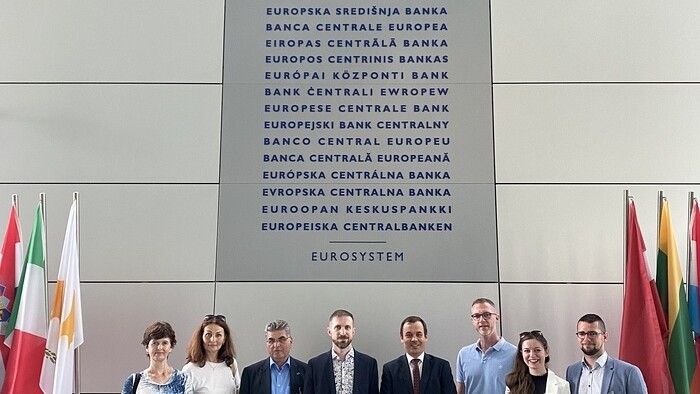 EUROPSKA SREDIŠNJA BANKA
BANCA CENTRALE EUROPEA
EIROPAS CENTRĀLĀ BANKA
EUROPOS CENTRINIS BANKAS
EURÓPAI KÖZPONTI BANK
BANK ĊENTRALI EWROPEW
EUROPESE CENTRALE BANK
EUROPEJSKI BANK CENTRALNY
BANCO CENTRAL EUROPEU
BANCA CENTRALĂ EUROPEANĂ
EURÓPSKA CENTRÁLNA BANKA
EVROPSKA CENTRALNA BANKA
EUROOPAN KESKUSPANKKI
EUROPEISKA CENTRALBANKEN
EUROSYSTEM